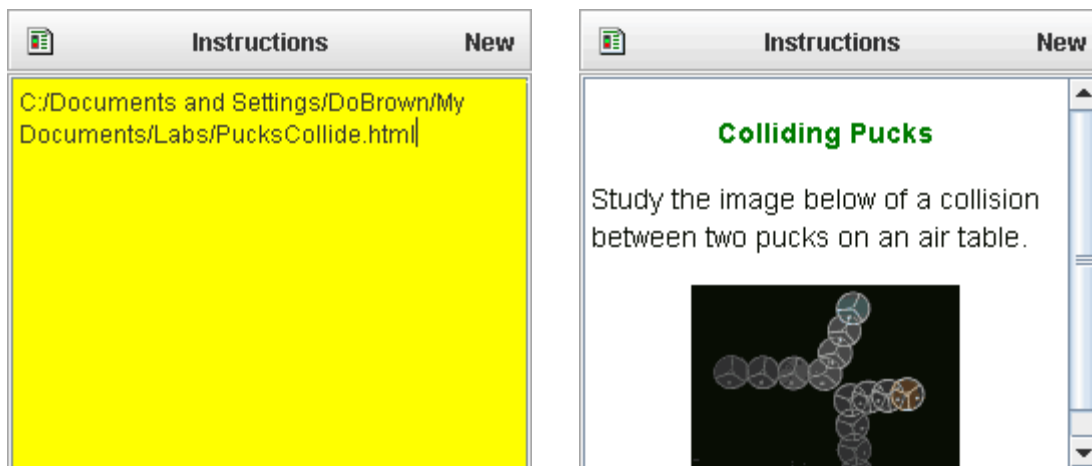 Instructions New
C:/Documents and Settings/DoBrown/My
Documents/Labs/PucksCollide.html
Instructions New
Colliding Pucks
Study the image below of a collision
between two pucks on an air table.